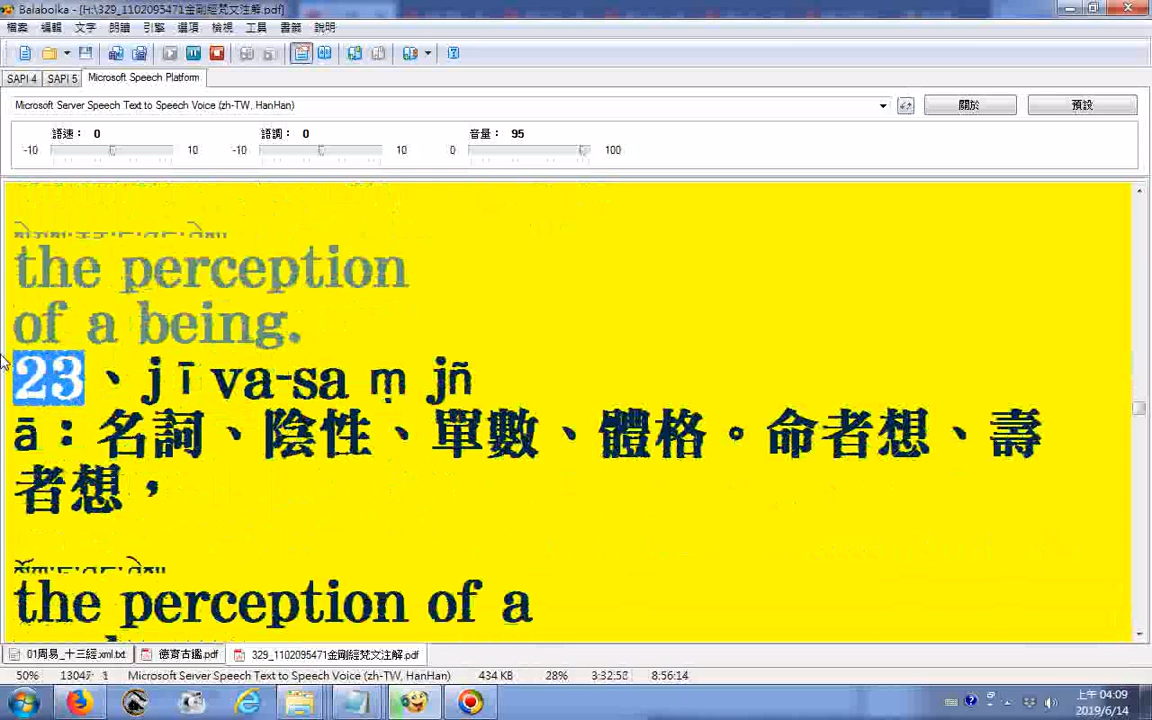 Balabolka - [H:\329_1102095471金剛經梵文注解.pdf]
檔案 編輯 文字 朗讀 引擎 選項 檢視 工具 書籤 說明
SAPI 4 SAPI 5 Microsoft Speech Platform
Microsoft Server Speech Text to Speech Voice (zh-TW, HanHan)
關於 預設
語速： 0 語調： 0 音量： 95
-10 10 -10 10 0 100
the perception
of a being.
23、jīva-saṃjñ
ā：名詞、陰性、單數、體格。命者想、壽
者想，
the perception of a
01周易_十三經.xml.txt 德育古鑑.pdf 329_1102095471金剛經梵文注解.pdf
50% Microsoft Server Speech Text to Speech Voice (zh-TW, HanHan) 434 KB 28% 8:56:14
上午 04:09
2019/6/14